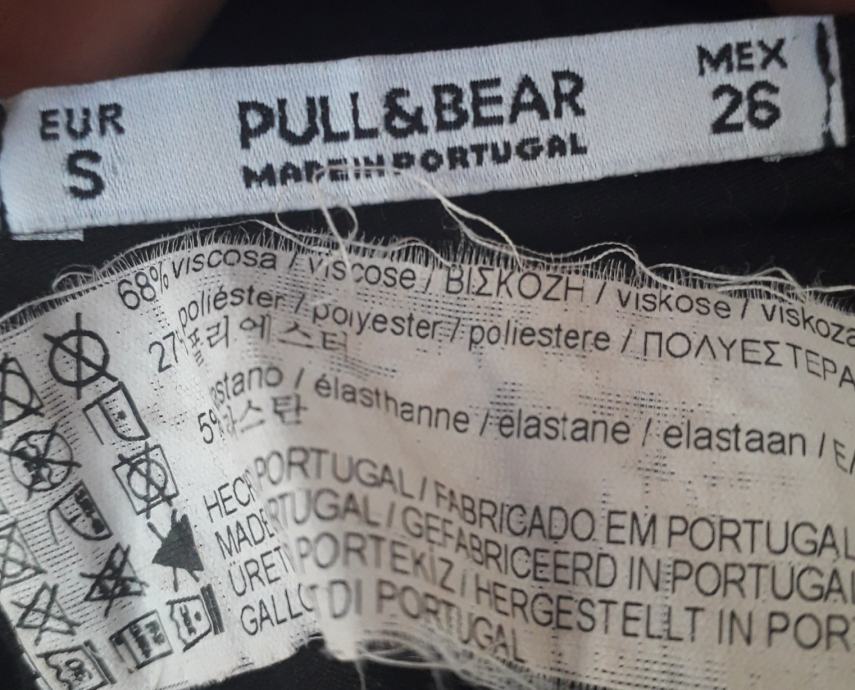 EUR PULL&BEAR MEX
S MADE IN PORTUGAL 26
68% viscosa / viscose / ΒΙΣΚΟΖΗ / viskose / viskoza
poliéster / polyester / poliestere / ΠΟΛΥΕΣΤΕΡΑ
27 폴리에스터
/ élasthanne / elastane / elastaan /
5%
PORTUGAL / FABRICADO EM PORTUGAL
MADE / GEFABRICEERD IN PORTUGAL
PORTEKIZ / HERGESTELLT IN
DI PORTUGAL